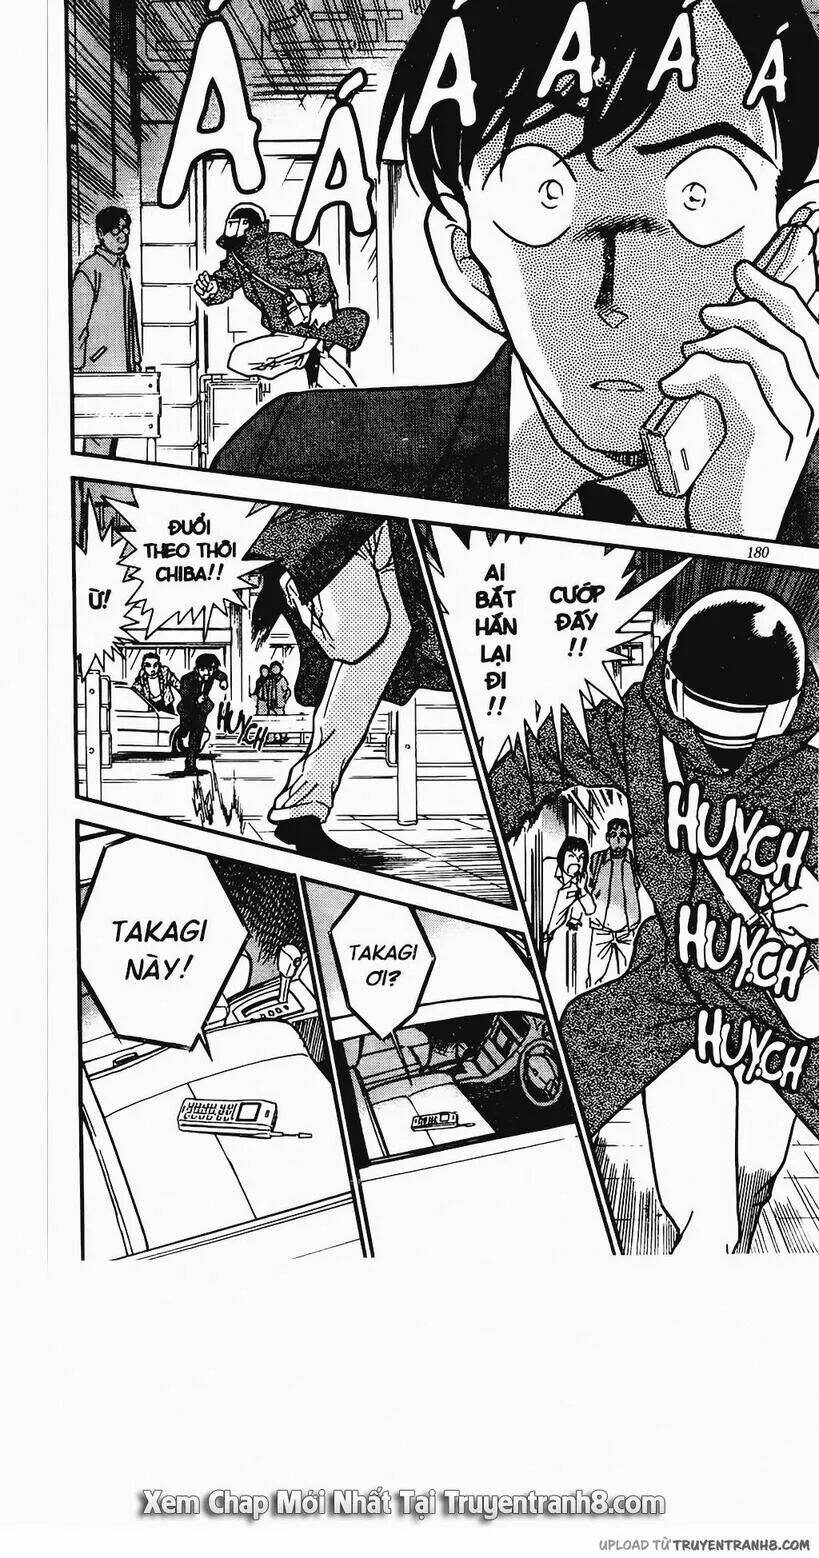 Á Á Á Á Á Á Á
180
CƯỚP
ĐẤY
!!
AI
BẮT
HẮN
LẠI
ĐI
!!
HUỴCH
HUỴCH
HUỴCH
ĐUỔI
THEO THÔI
CHIBA!!
Ừ!
HUỴCH
TAKAGI
ƠI?
TAKAGI
NÀY!
Xem Chap Mới Nhất Tại Truyentranh8.com
UPLOAD TỪ TRUYENTRANH8.COM